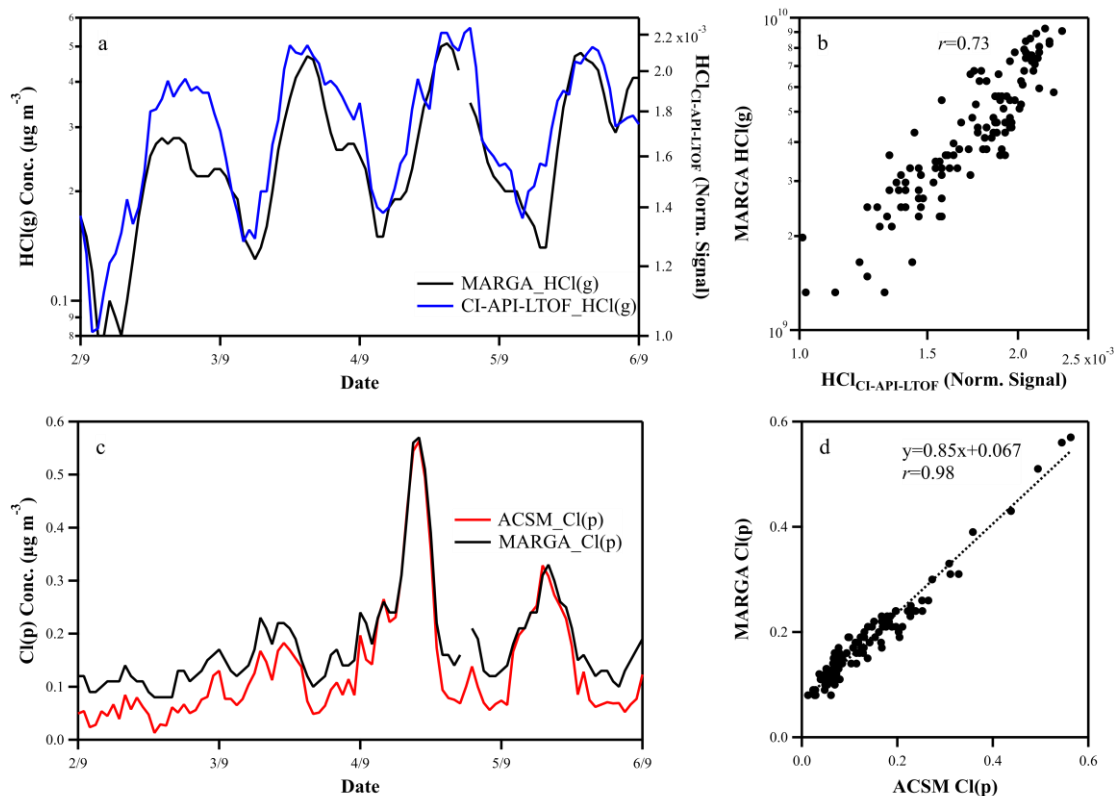 a
6
5
4
3
2
0.1
8
HCl(g) Conc. (µg m⁻³)
2.2 ×10⁻³
2.0
1.8
1.6
1.4
1.2
1.0
HCl_CI-API-LTOF (Norm. Signal)
MARGA_HCl(g)
CI-API-LTOF_HCl(g)
2/9 3/9 4/9 5/9 6/9
Date
b
r=0.73
10¹⁰
9
8
7
6
5
4
3
2
10⁹
MARGA HCl(g)
1.0 1.5 2.0 2.5 ×10⁻³
HCl_CI-API-LTOF (Norm. Signal)
c
0.6
0.5
0.4
0.3
0.2
0.1
0.0
Cl(p) Conc. (µg m⁻³)
ACSM_Cl(p)
MARGA_Cl(p)
2/9 3/9 4/9 5/9 6/9
Date
d
y=0.85x+0.067
r=0.98
0.6
0.4
0.2
0.0
MARGA Cl(p)
0.0 0.2 0.4 0.6
ACSM Cl(p)